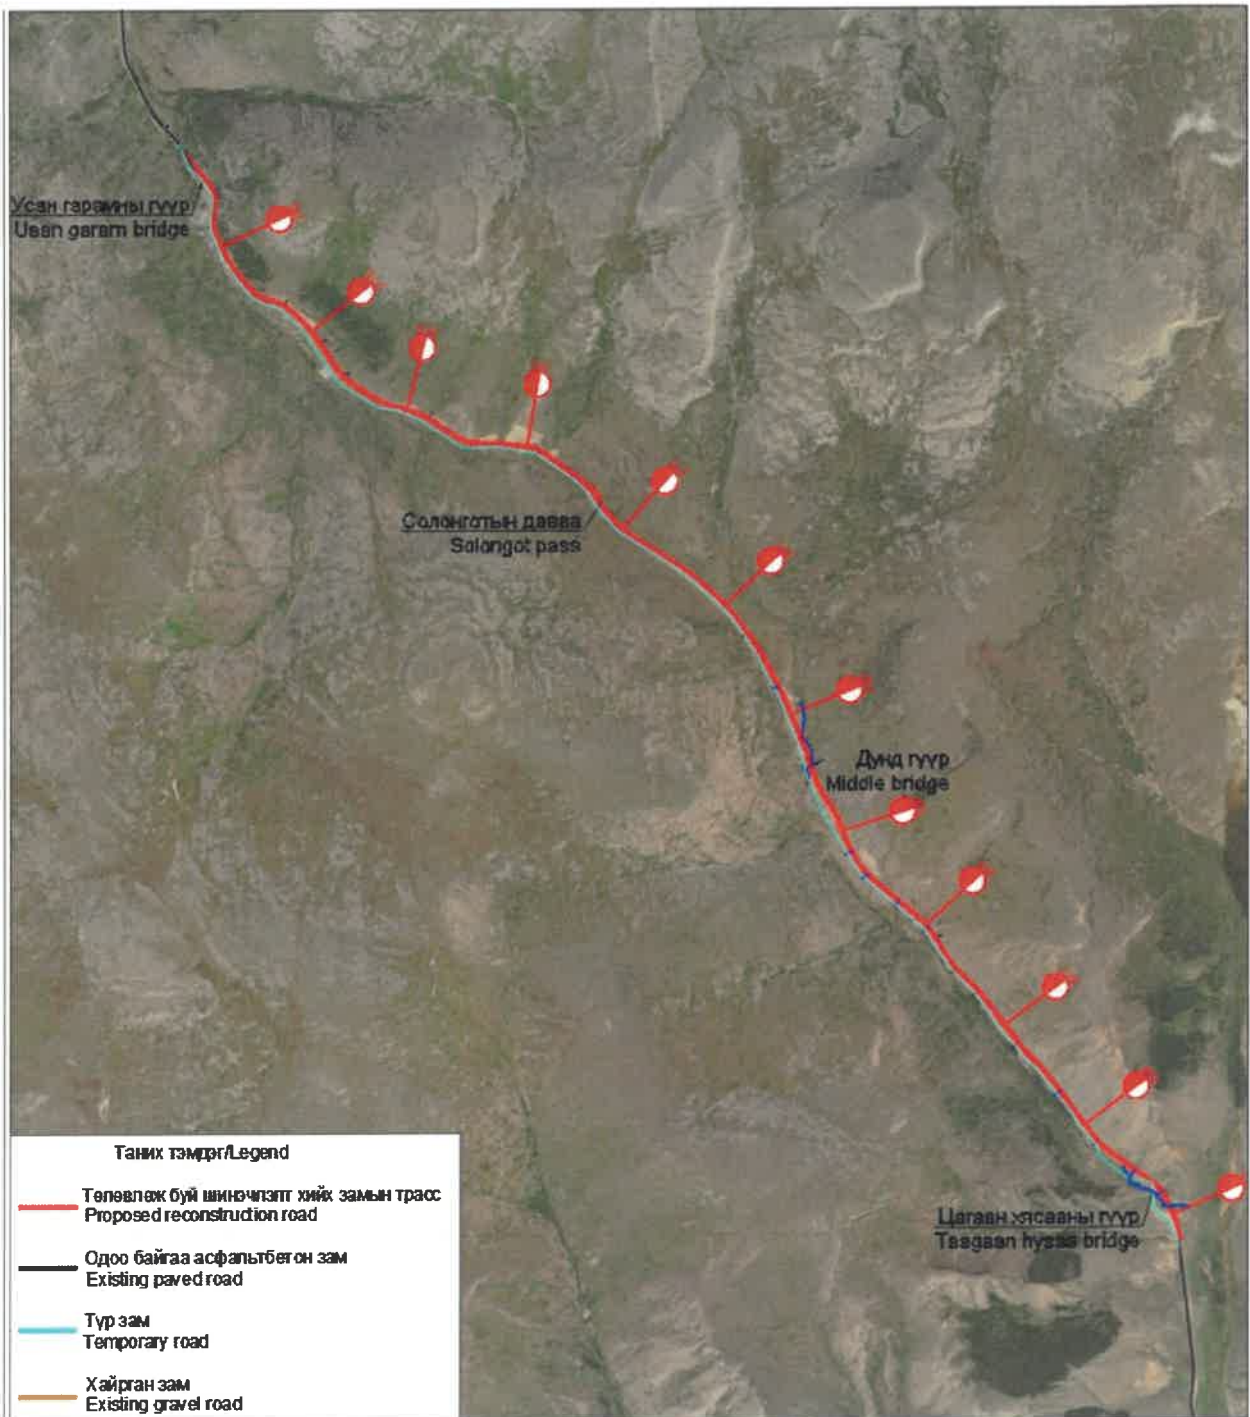 Усан гарамны гүүр
Usan garam bridge
Солонготын даваа
Solongot pass
Дунд гүүр
Middle bridge
Цагаан хясааны гүүр
Tsagaan hysaa bridge
Таних тэмдэг/Legend
Төлөвлөж буй шинэчлэлт хийх замын трасс
Proposed reconstruction road
Одоо байгаа асфальтбетон зам
Existing paved road
Түр зам
Temporary road
Хайрган зам
Existing gravel road